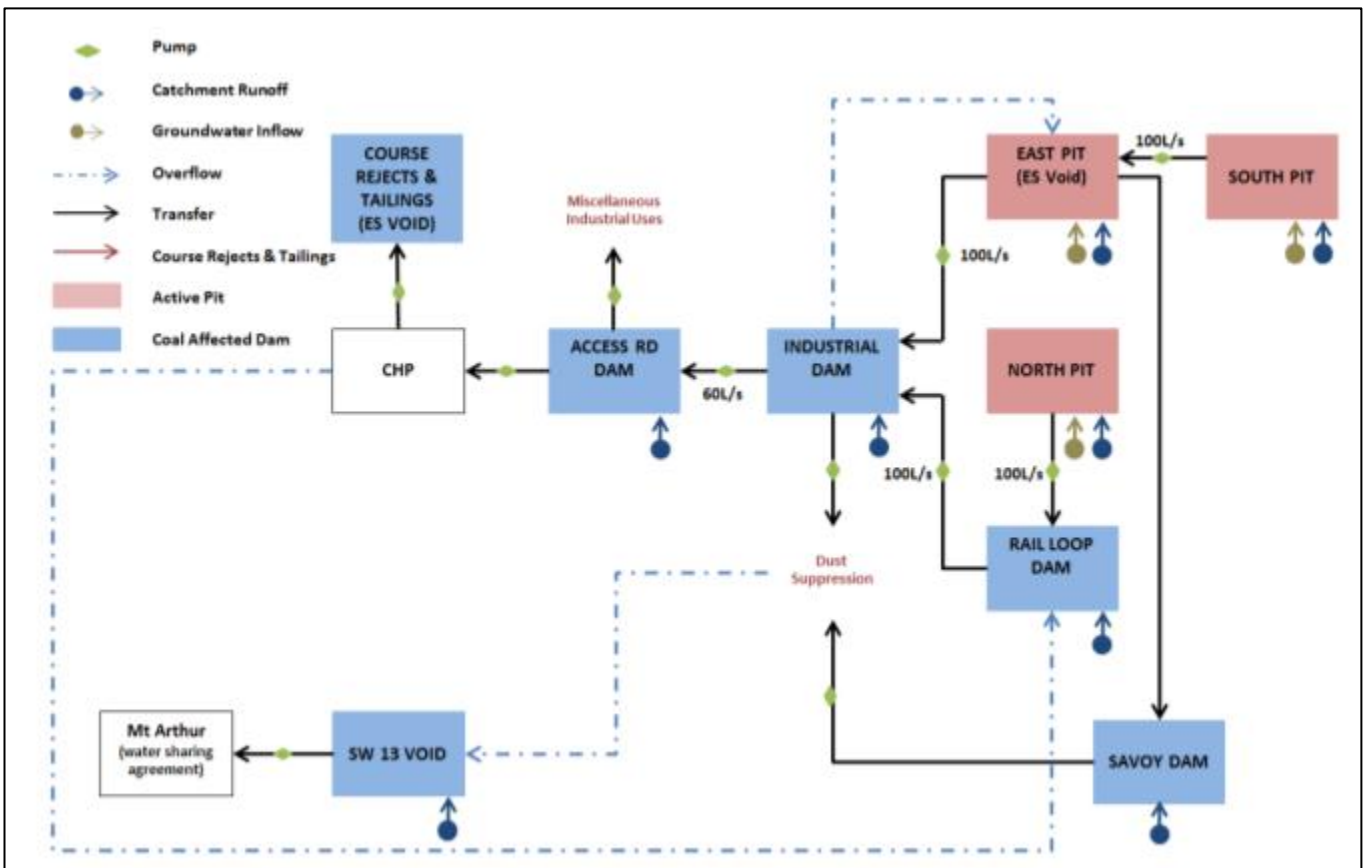 Pump
Catchment Runoff
Groundwater Inflow
Overflow
Transfer
Course Rejects & Tailings
Active Pit
Coal Affected Dam
COURSE
REJECTS &
TAILINGS
(ES VOID)
Miscellaneous
Industrial Uses
EAST PIT
(ES Void)
100L/s
SOUTH PIT
100L/s
CHP
ACCESS RD
DAM
60L/s
INDUSTRIAL
DAM
NORTH PIT
100L/s
100L/s
RAIL LOOP
DAM
Dust
Suppression
Mt Arthur
(water sharing
agreement)
SW 13 VOID
SAVOY DAM